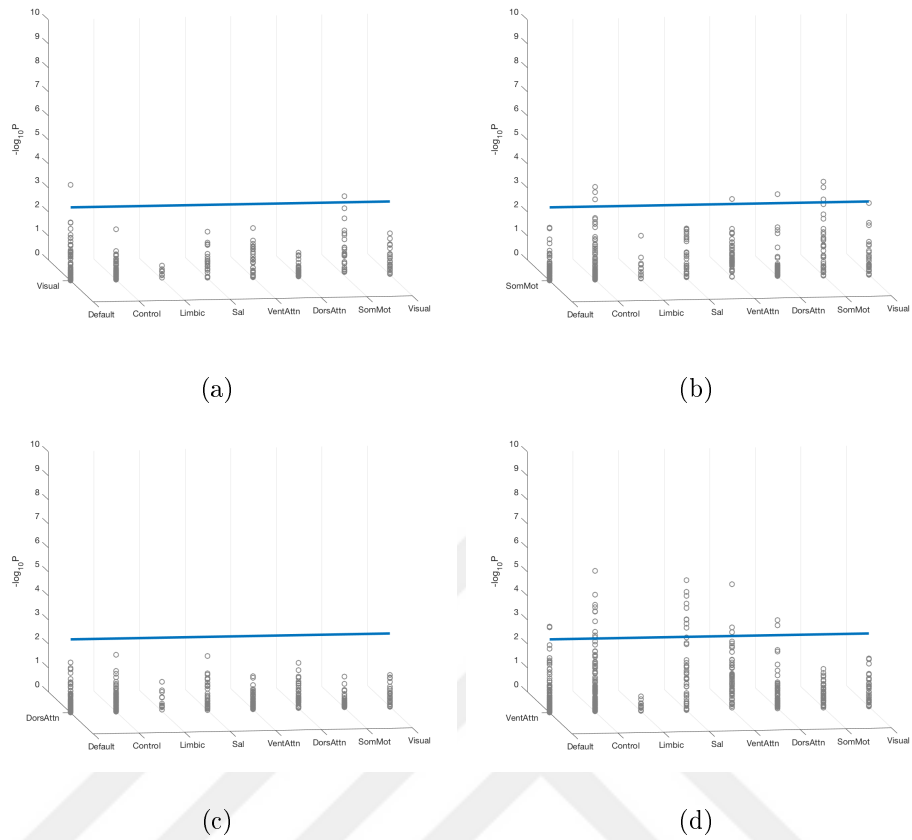 10 10
9 9
8 8
7 7
6 6
5 5
-log10P -log10P
4 4
3 3
2 2
1 1
0 0
Visual SomMot
Default Control Limbic Sal VentAttn DorsAttn SomMot Visual Default Control Limbic Sal VentAttn DorsAttn SomMot Visual
(a) (b)
10 10
9 9
8 8
7 7
6 6
5 5
-log10P -log10P
4 4
3 3
2 2
1 1
0 0
DorsAttn VentAttn
Default Control Limbic Sal VentAttn DorsAttn SomMot Visual Default Control Limbic Sal VentAttn DorsAttn SomMot Visual
(c) (d)